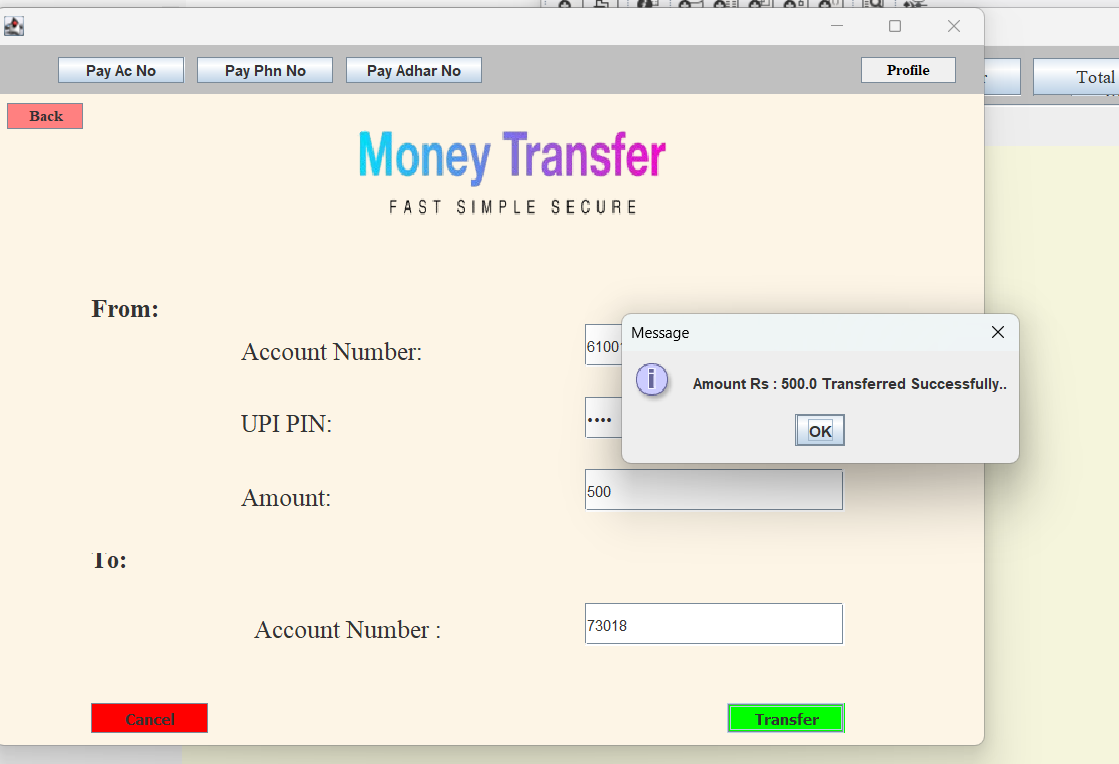 Pay Ac No
Pay Phn No
Pay Adhar No
Profile
Total
Back
Money Transfer
FAST SIMPLE SECURE
From:
Account Number:
UPI PIN:
••••
Amount:
500
Message
Amount Rs : 500.0 Transferred Successfully..
OK
To:
Account Number :
73018
Cancel
Transfer